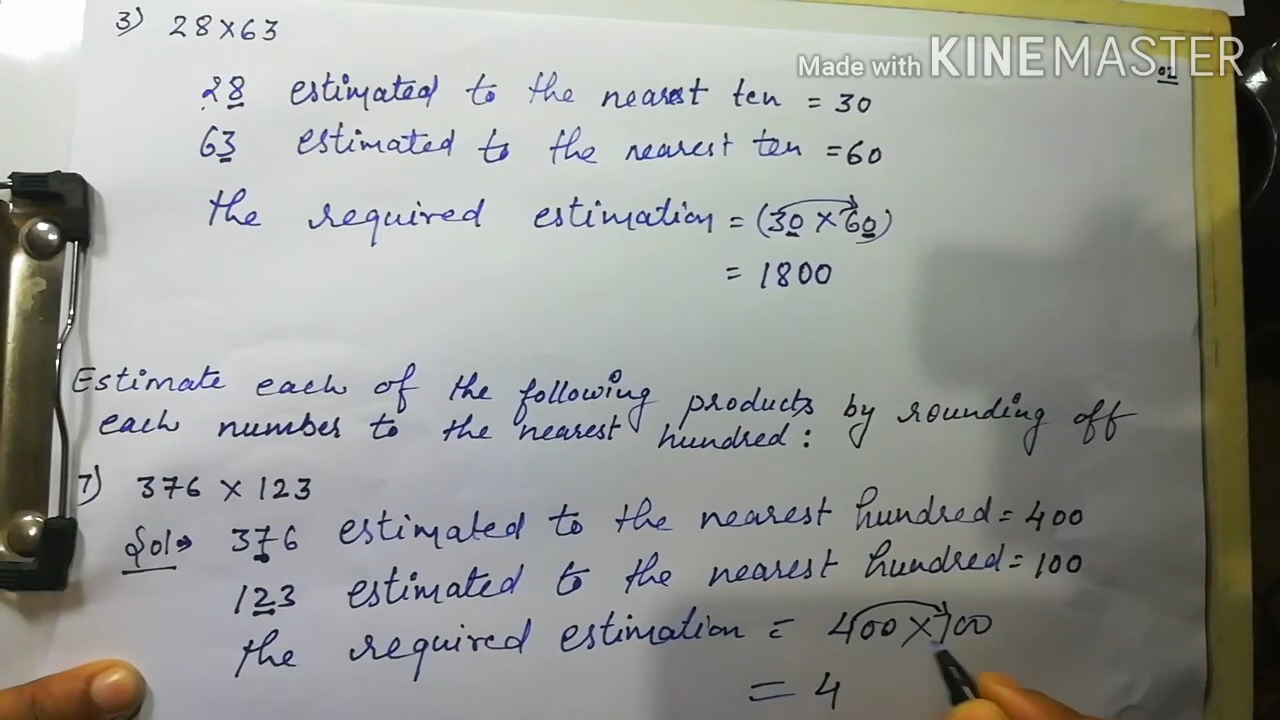 Made with KINEMASTER
3) 28×63
28 estimated to the nearest ten = 30
63 estimated to the nearest ten = 60
the required estimation = (30 × 60)
= 1800
Estimate each of the following products by rounding off
each number to the nearest hundred:
7) 376 × 123
Sol⇒ 376 estimated to the nearest hundred = 400
123 estimated to the nearest hundred = 100
the required estimation = 400 × 100
= 4